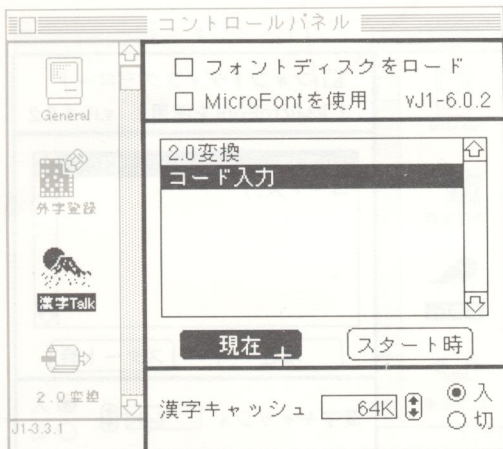 コントロールパネル
General
外字登録
漢字Talk
2.0変換
J1-3.3.1
フォントディスクをロード
MicroFontを使用 vJ1-6.0.2
2.0変換
コード入力
現在
スタート時
漢字キャッシュ 64K
入
切